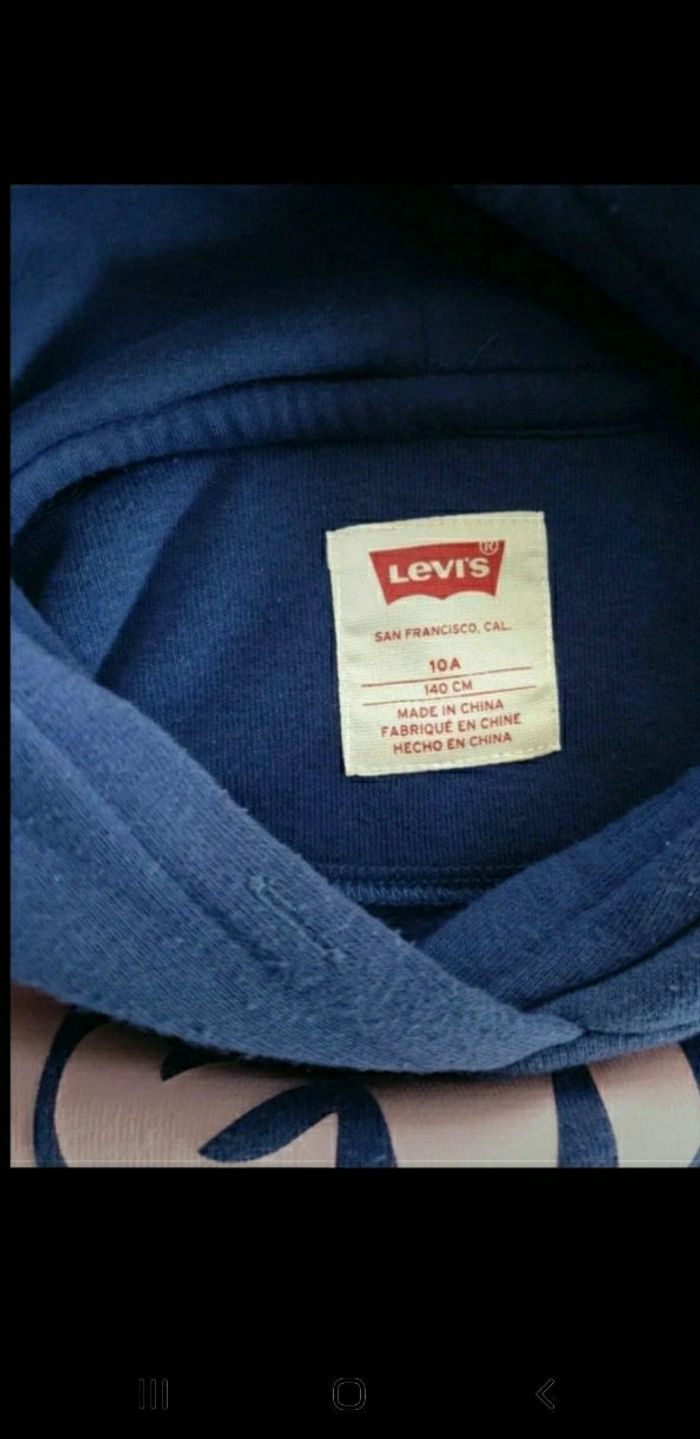 Levi's ®
SAN FRANCISCO, CAL.
10A
140 CM
MADE IN CHINA
FABRIQUÉ EN CHINE
HECHO EN CHINA